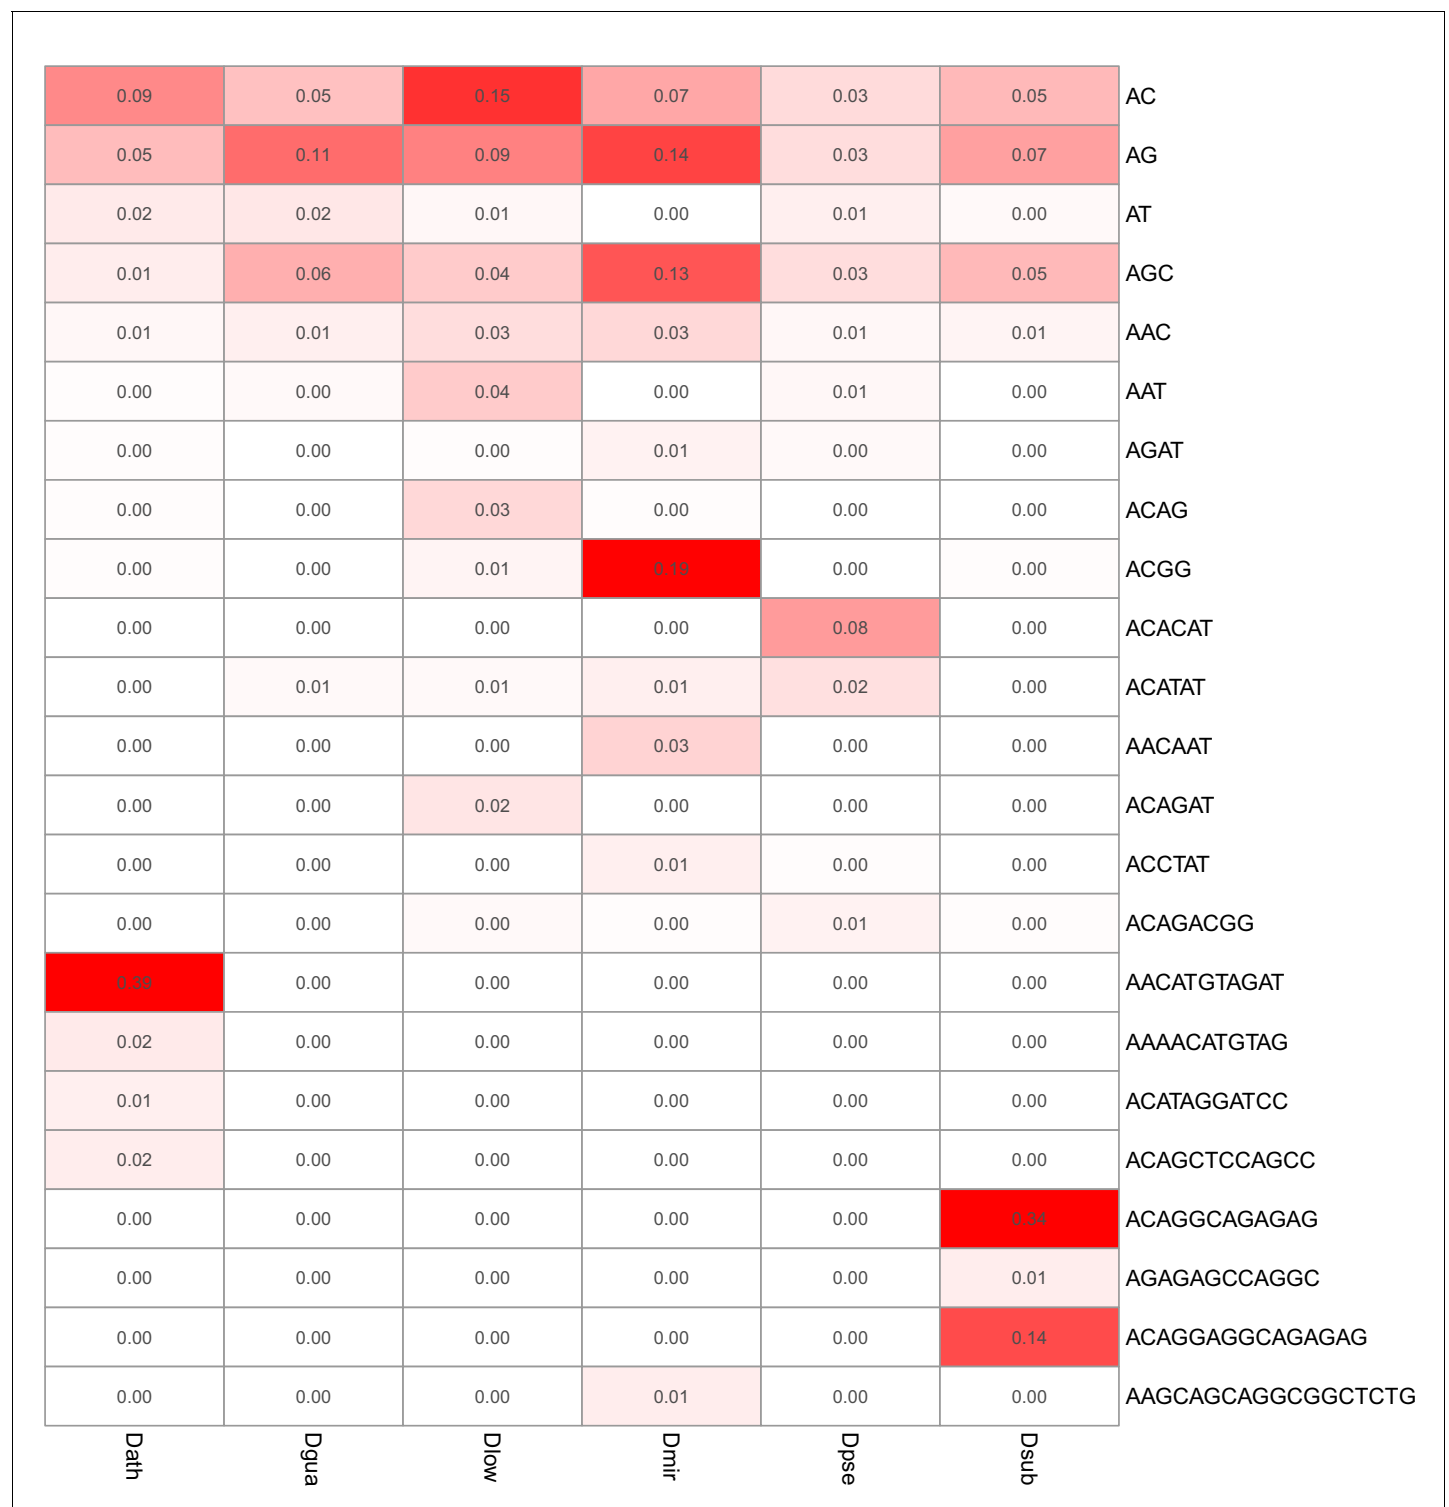 0.09 0.05 0.15 0.07 0.03 0.05 AC
0.05 0.11 0.09 0.14 0.03 0.07 AG
0.02 0.02 0.01 0.00 0.01 0.00 AT
0.01 0.06 0.04 0.13 0.03 0.05 AGC
0.01 0.01 0.03 0.03 0.01 0.01 AAC
0.00 0.00 0.04 0.00 0.01 0.00 AAT
0.00 0.00 0.00 0.01 0.00 0.00 AGAT
0.00 0.00 0.03 0.00 0.00 0.00 ACAG
0.00 0.00 0.01 0.19 0.00 0.00 ACGG
0.00 0.00 0.00 0.00 0.08 0.00 ACACAT
0.00 0.01 0.01 0.01 0.02 0.00 ACATAT
0.00 0.00 0.00 0.03 0.00 0.00 AACAAT
0.00 0.00 0.02 0.00 0.00 0.00 ACAGAT
0.00 0.00 0.00 0.01 0.00 0.00 ACCTAT
0.00 0.00 0.00 0.00 0.01 0.00 ACAGACGG
0.39 0.00 0.00 0.00 0.00 0.00 AACATGTAGAT
0.02 0.00 0.00 0.00 0.00 0.00 AAAACATGTAG
0.01 0.00 0.00 0.00 0.00 0.00 ACATAGGATCC
0.02 0.00 0.00 0.00 0.00 0.00 ACAGCTCCAGCC
0.00 0.00 0.00 0.00 0.00 0.34 ACAGGCAGAGAG
0.00 0.00 0.00 0.00 0.00 0.01 AGAGAGCCAGGC
0.00 0.00 0.00 0.00 0.00 0.14 ACAGGAGGCAGAGAG
0.00 0.00 0.00 0.01 0.00 0.00 AAGCAGCAGGCGGCTCTG
Dath Dgua Dlow Dmir Dpse Dsub